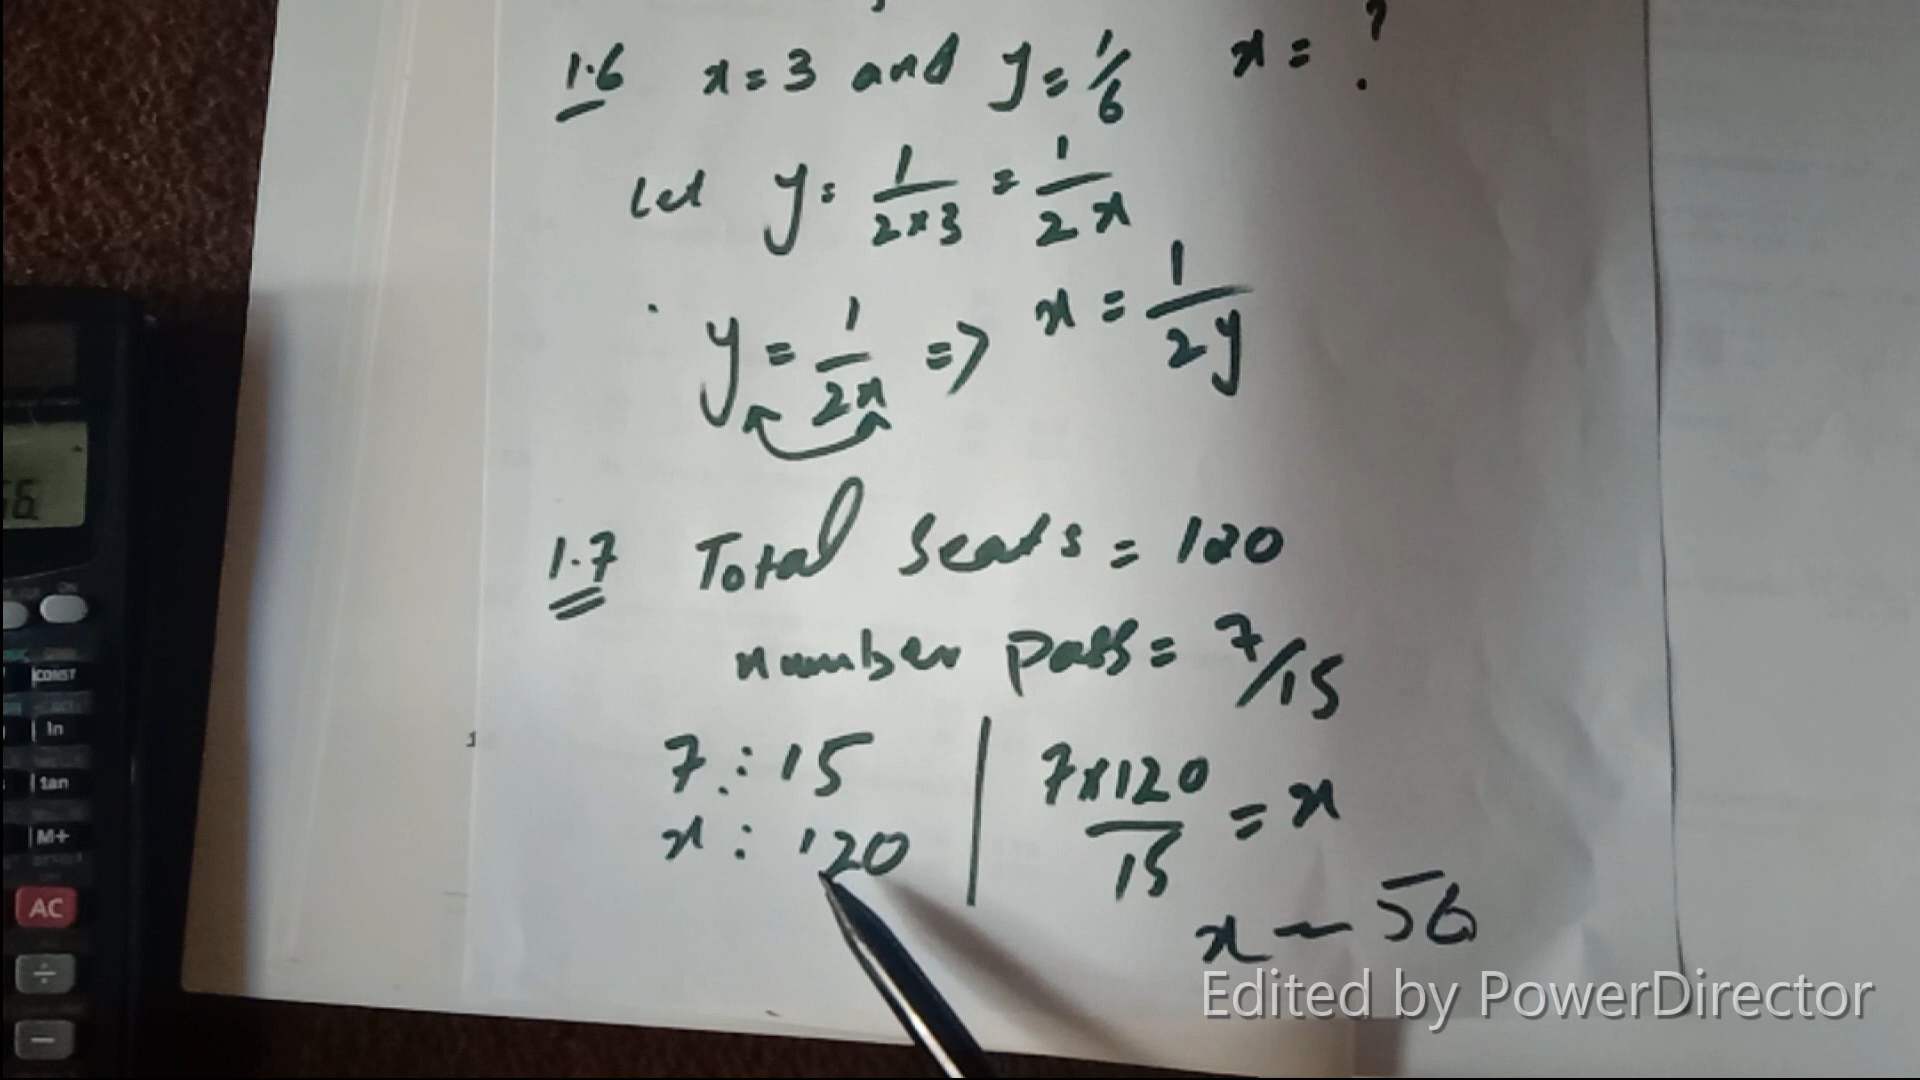 1.6 x = 3 and y = 1/6 x = ?
Let y = 1/2×3 = 1/2x
y = 1/2x => x = 1/2y
1.7 Total Seats = 120
number pass = 7/15
7 : 15 | 7×120/15 = x
x : 120
x = 56
56
ON
CONST
ln
tan
M+
AC
÷
−
Edited by PowerDirector